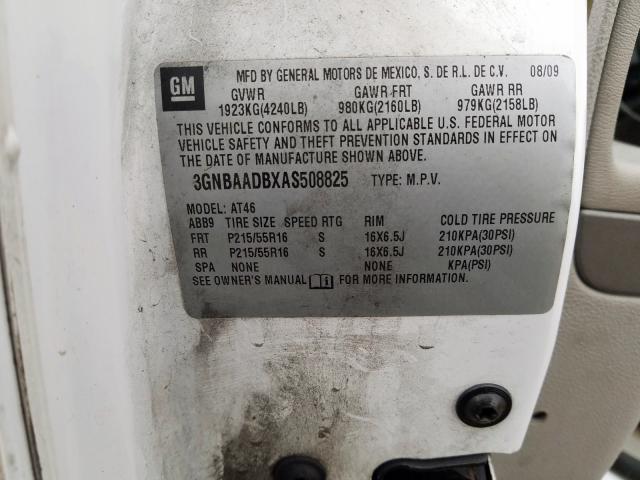 GM
MFD BY GENERAL MOTORS DE MEXICO, S. DE R.L. DE C.V. 08/09
GVWR GAWR FRT GAWR RR
1923KG(4240LB) 980KG(2160LB) 979KG(2158LB)
THIS VEHICLE CONFORMS TO ALL APPLICABLE U.S. FEDERAL MOTOR
VEHICLE SAFETY AND THEFT PREVENTION STANDARDS IN EFFECT ON
THE DATE OF MANUFACTURE SHOWN ABOVE.
3GNBAADBXAS508825 TYPE: M.P.V.
MODEL: AT46
ABB9 TIRE SIZE SPEED RTG RIM COLD TIRE PRESSURE
FRT P215/55R16 S 16X6.5J 210KPA(30PSI)
RR P215/55R16 S 16X6.5J 210KPA(30PSI)
SPA NONE NONE KPA(PSI)
SEE OWNER'S MANUAL FOR MORE INFORMATION.